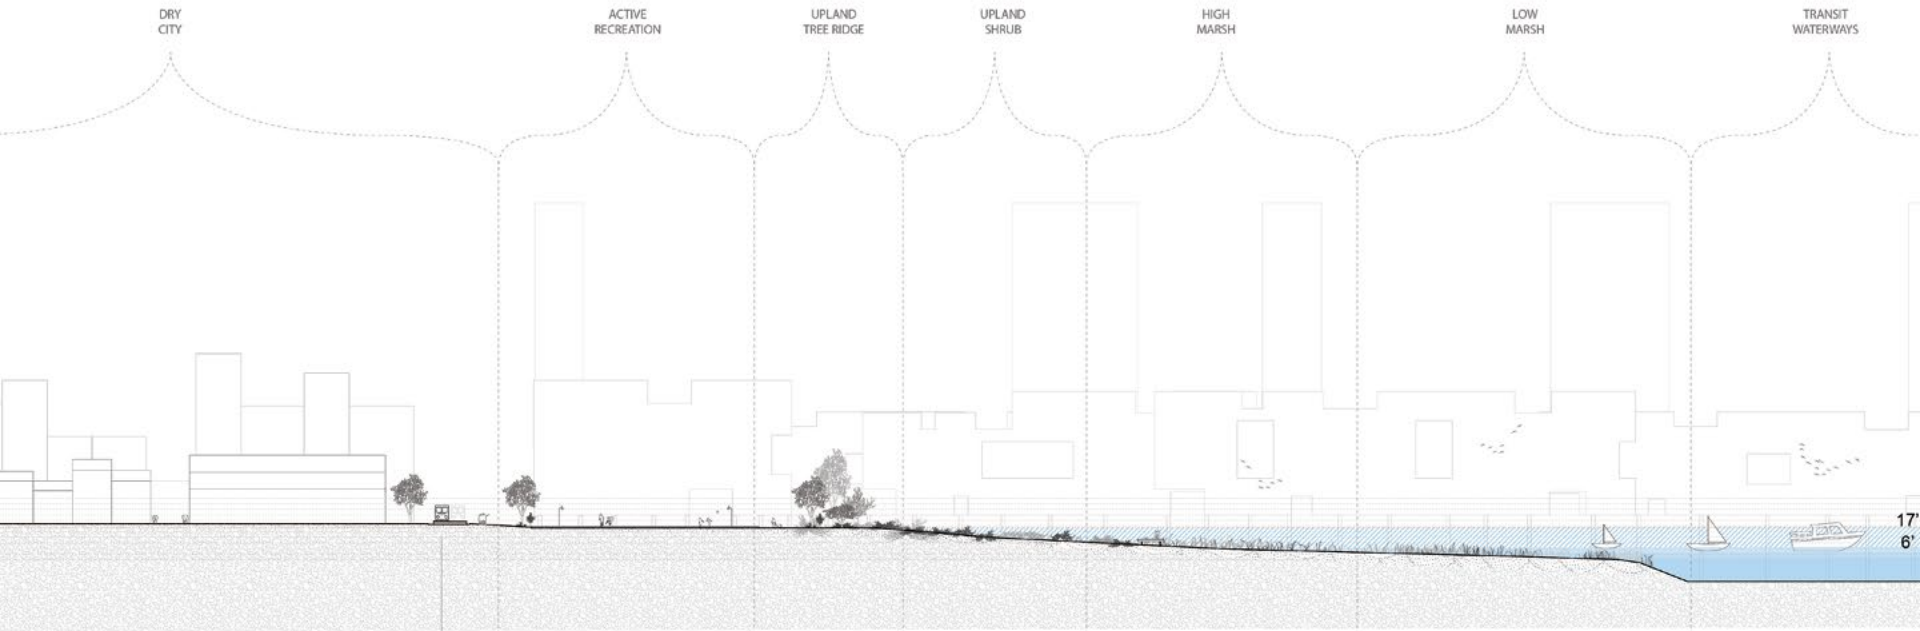 DRY
CITY
ACTIVE
RECREATION
UPLAND
TREE RIDGE
UPLAND
SHRUB
HIGH
MARSH
LOW
MARSH
TRANSIT
WATERWAYS
17'
6'